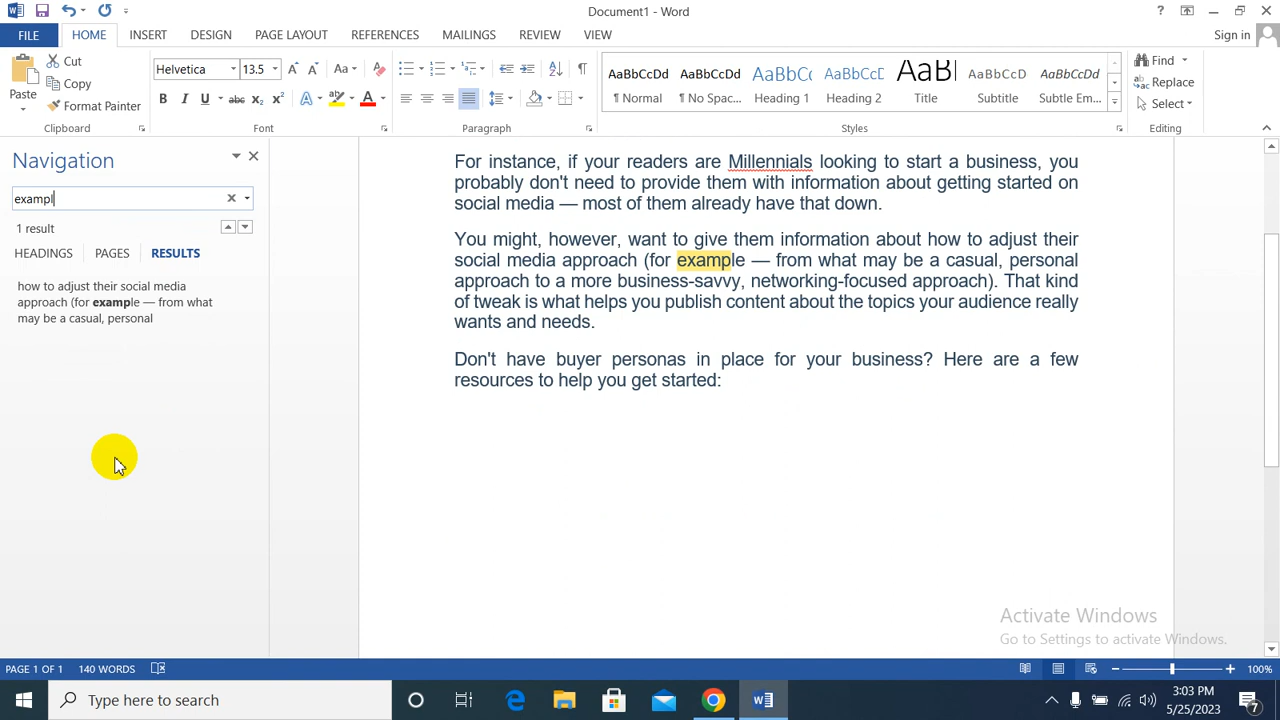 Document1 - Word
?
FILE HOME INSERT DESIGN PAGE LAYOUT REFERENCES MAILINGS REVIEW VIEW Sign in
Paste Cut
Copy
Format Painter
Clipboard
Helvetica 13.5 Aa
B I U abc x₂ x² A ab A
Font
Paragraph
AaBbCcDd AaBbCcDd AaBbCc AaBbCcD AaB AaBbCcDd AaBbCcDd
¶ Normal ¶ No Spac... Heading 1 Heading 2 Title Subtitle Subtle Em...
Styles
Find
Replace
Select
Editing
Navigation
exampl
1 result
HEADINGS PAGES RESULTS
how to adjust their social media
approach (for example — from what
may be a casual, personal
For instance, if your readers are Millennials looking to start a business, you
probably don't need to provide them with information about getting started on
social media — most of them already have that down.
You might, however, want to give them information about how to adjust their
social media approach (for example — from what may be a casual, personal
approach to a more business-savvy, networking-focused approach). That kind
of tweak is what helps you publish content about the topics your audience really
wants and needs.
Don't have buyer personas in place for your business? Here are a few
resources to help you get started:
Activate Windows
Go to Settings to activate Windows.
PAGE 1 OF 1 140 WORDS 100%
Type here to search
3:03 PM
5/25/2023
7